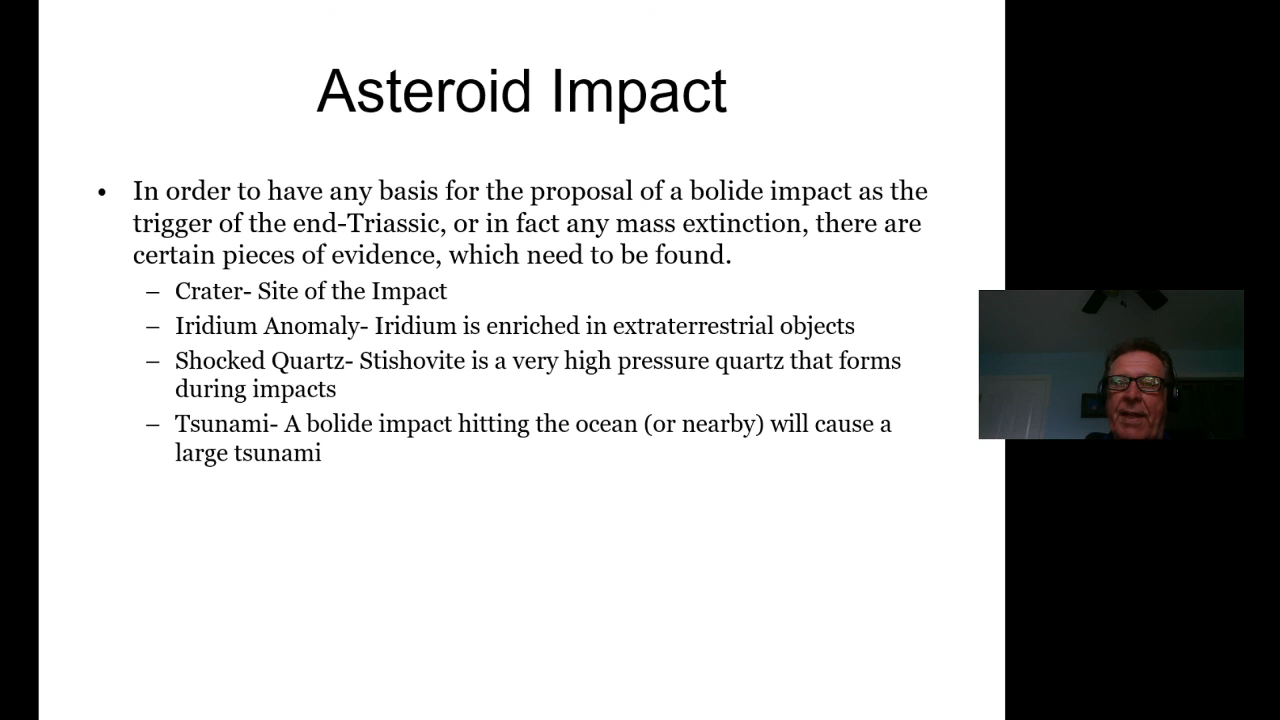 Asteroid Impact
• In order to have any basis for the proposal of a bolide impact as the
trigger of the end-Triassic, or in fact any mass extinction, there are
certain pieces of evidence, which need to be found.
– Crater- Site of the Impact
– Iridium Anomaly- Iridium is enriched in extraterrestrial objects
– Shocked Quartz- Stishovite is a very high pressure quartz that forms
during impacts
– Tsunami- A bolide impact hitting the ocean (or nearby) will cause a
large tsunami